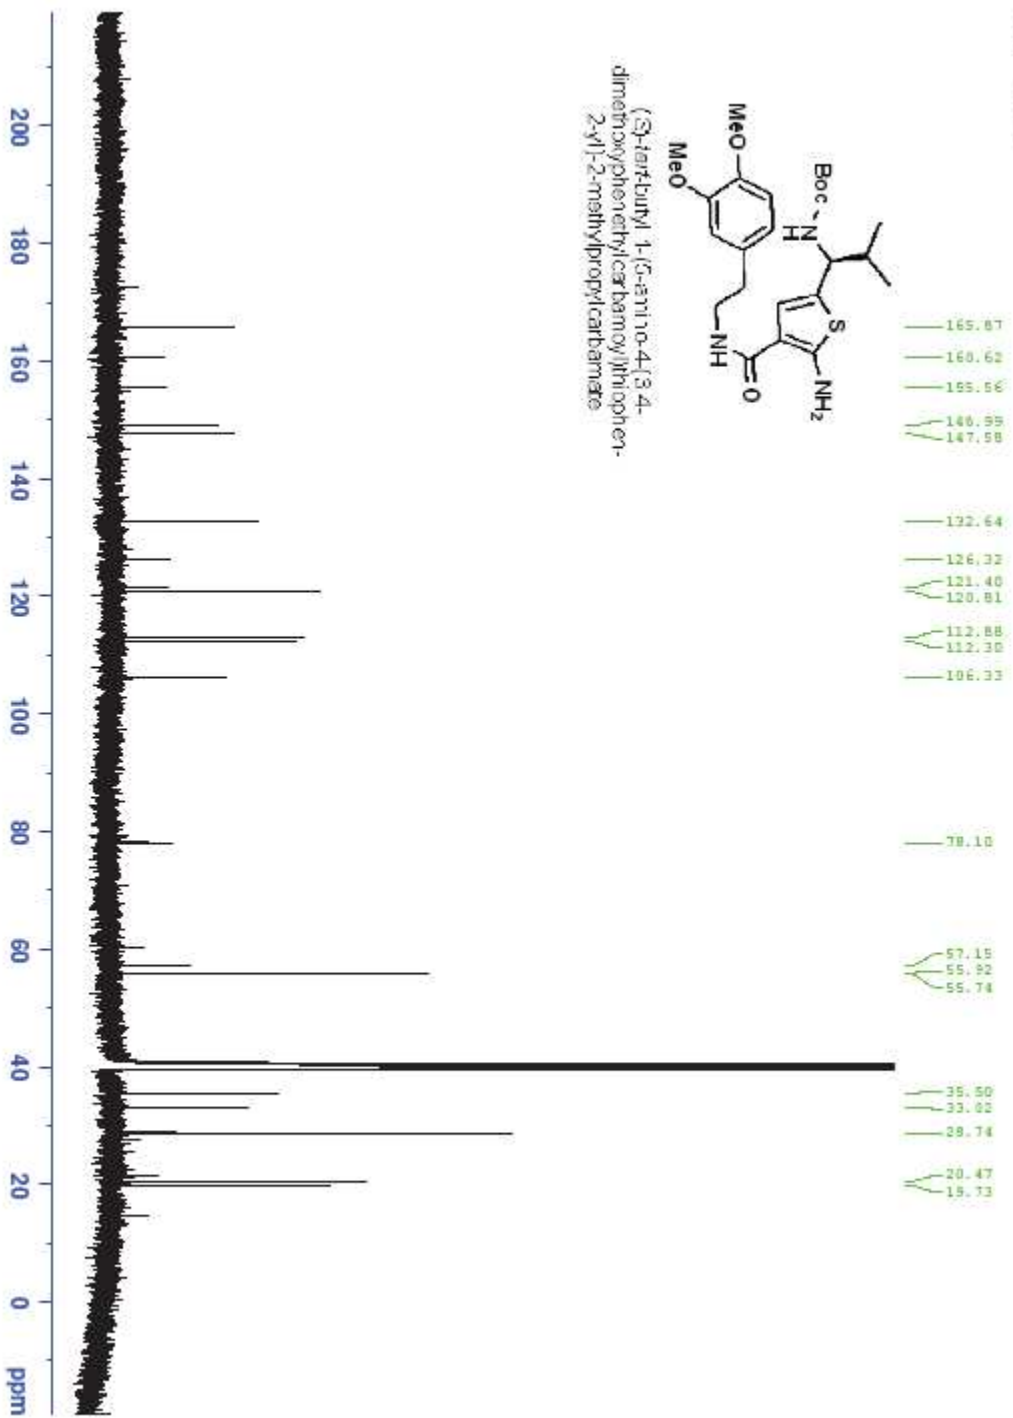 165.87
160.62
155.56
148.99
147.58
132.64
126.32
121.40
120.81
112.88
112.30
106.33
78.10
57.15
55.92
55.74
35.50
33.02
28.74
20.47
19.73
Boc
N
H
S
NH2
O
NH
MeO
MeO
(S)-tert-butyl 1-(5-amino-4-(3,4-
dimethoxyphenethylcarbamoyl)thiophen-
2-yl)-2-methylpropylcarbamate
200
180
160
140
120
100
80
60
40
20
0
ppm